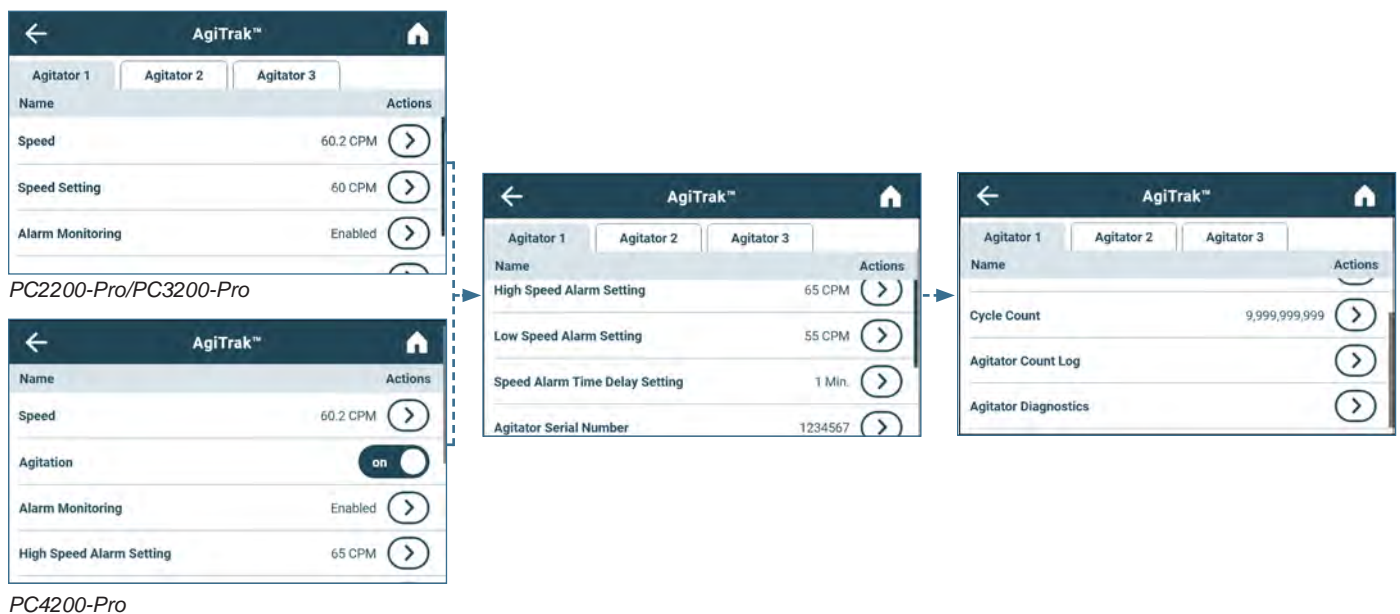 AgiTrak™
Agitator 1 Agitator 2 Agitator 3
Name Actions
Speed 60.2 CPM
Speed Setting 60 CPM
Alarm Monitoring Enabled
PC2200-Pro/PC3200-Pro
AgiTrak™
Name Actions
Speed 60.2 CPM
Agitation on
Alarm Monitoring Enabled
High Speed Alarm Setting 65 CPM
PC4200-Pro
AgiTrak™
Agitator 1 Agitator 2 Agitator 3
Name Actions
High Speed Alarm Setting 65 CPM
Low Speed Alarm Setting 55 CPM
Speed Alarm Time Delay Setting 1 Min.
Agitator Serial Number 1234567
AgiTrak™
Agitator 1 Agitator 2 Agitator 3
Name Actions
Cycle Count 9,999,999,999
Agitator Count Log
Agitator Diagnostics